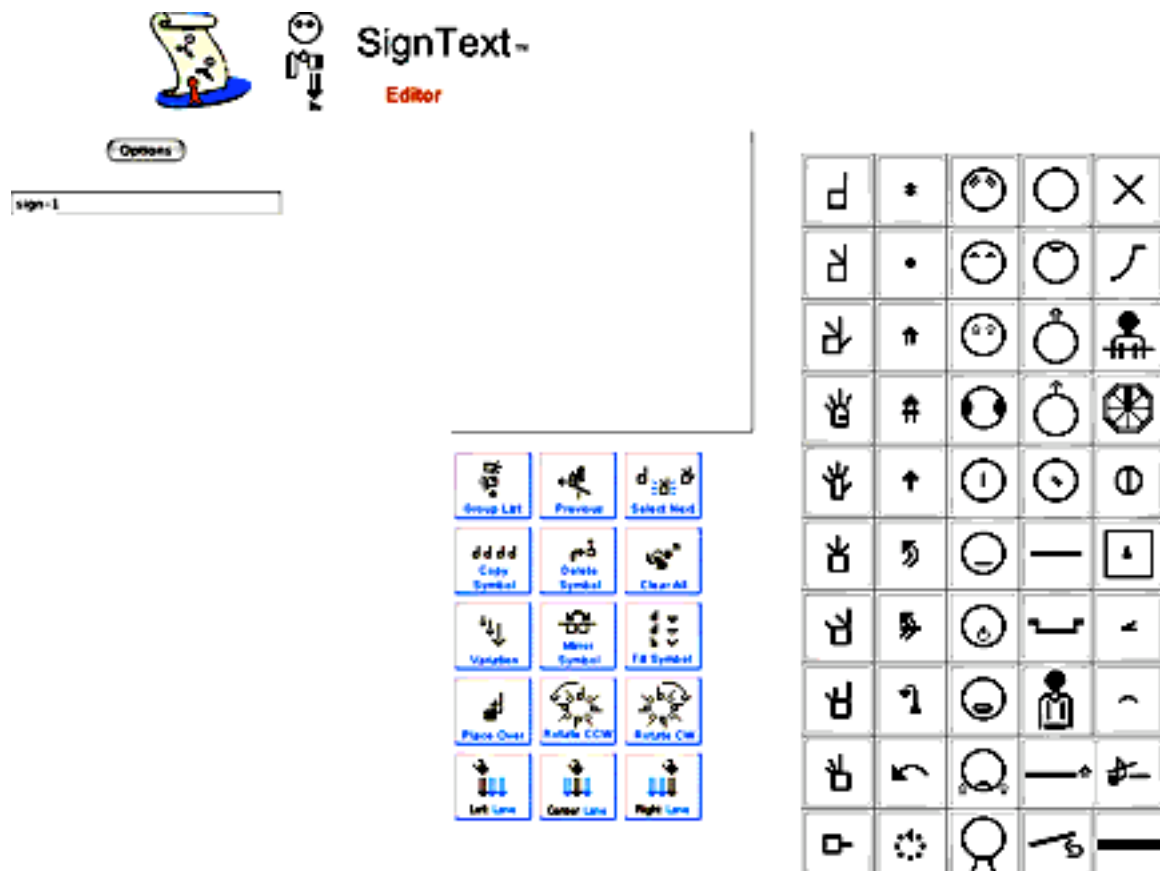 SignText™
Editor
Options
sign-1
Group List
Previous
Select Next
Copy
Symbol
Delete
Symbol
Clear All
Variation
Mirror
Symbol
Fill Symbol
Place Over
Rotate CCW
Rotate CW
Left Lane
Center Lane
Right Lane